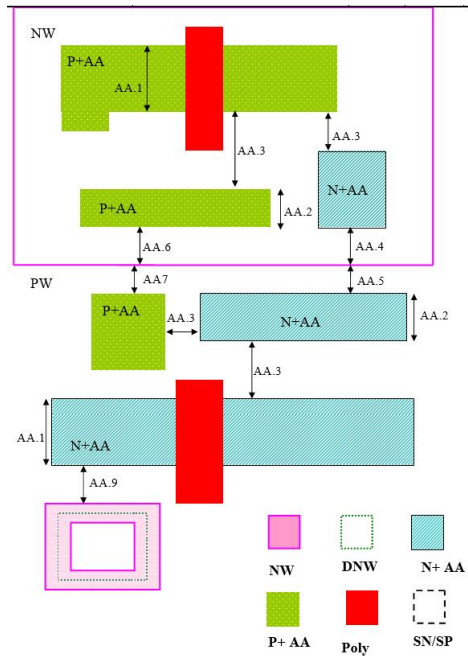 NW
P+AA
AA.1
AA.3
AA.3
N+AA
P+AA
AA.2
AA.6
AA.4
PW
AA7
AA.5
P+AA
AA.3
N+AA
AA.2
AA.3
AA.1
N+AA
AA.9
NW
DNW
N+ AA
P+ AA
Poly
SN/SP